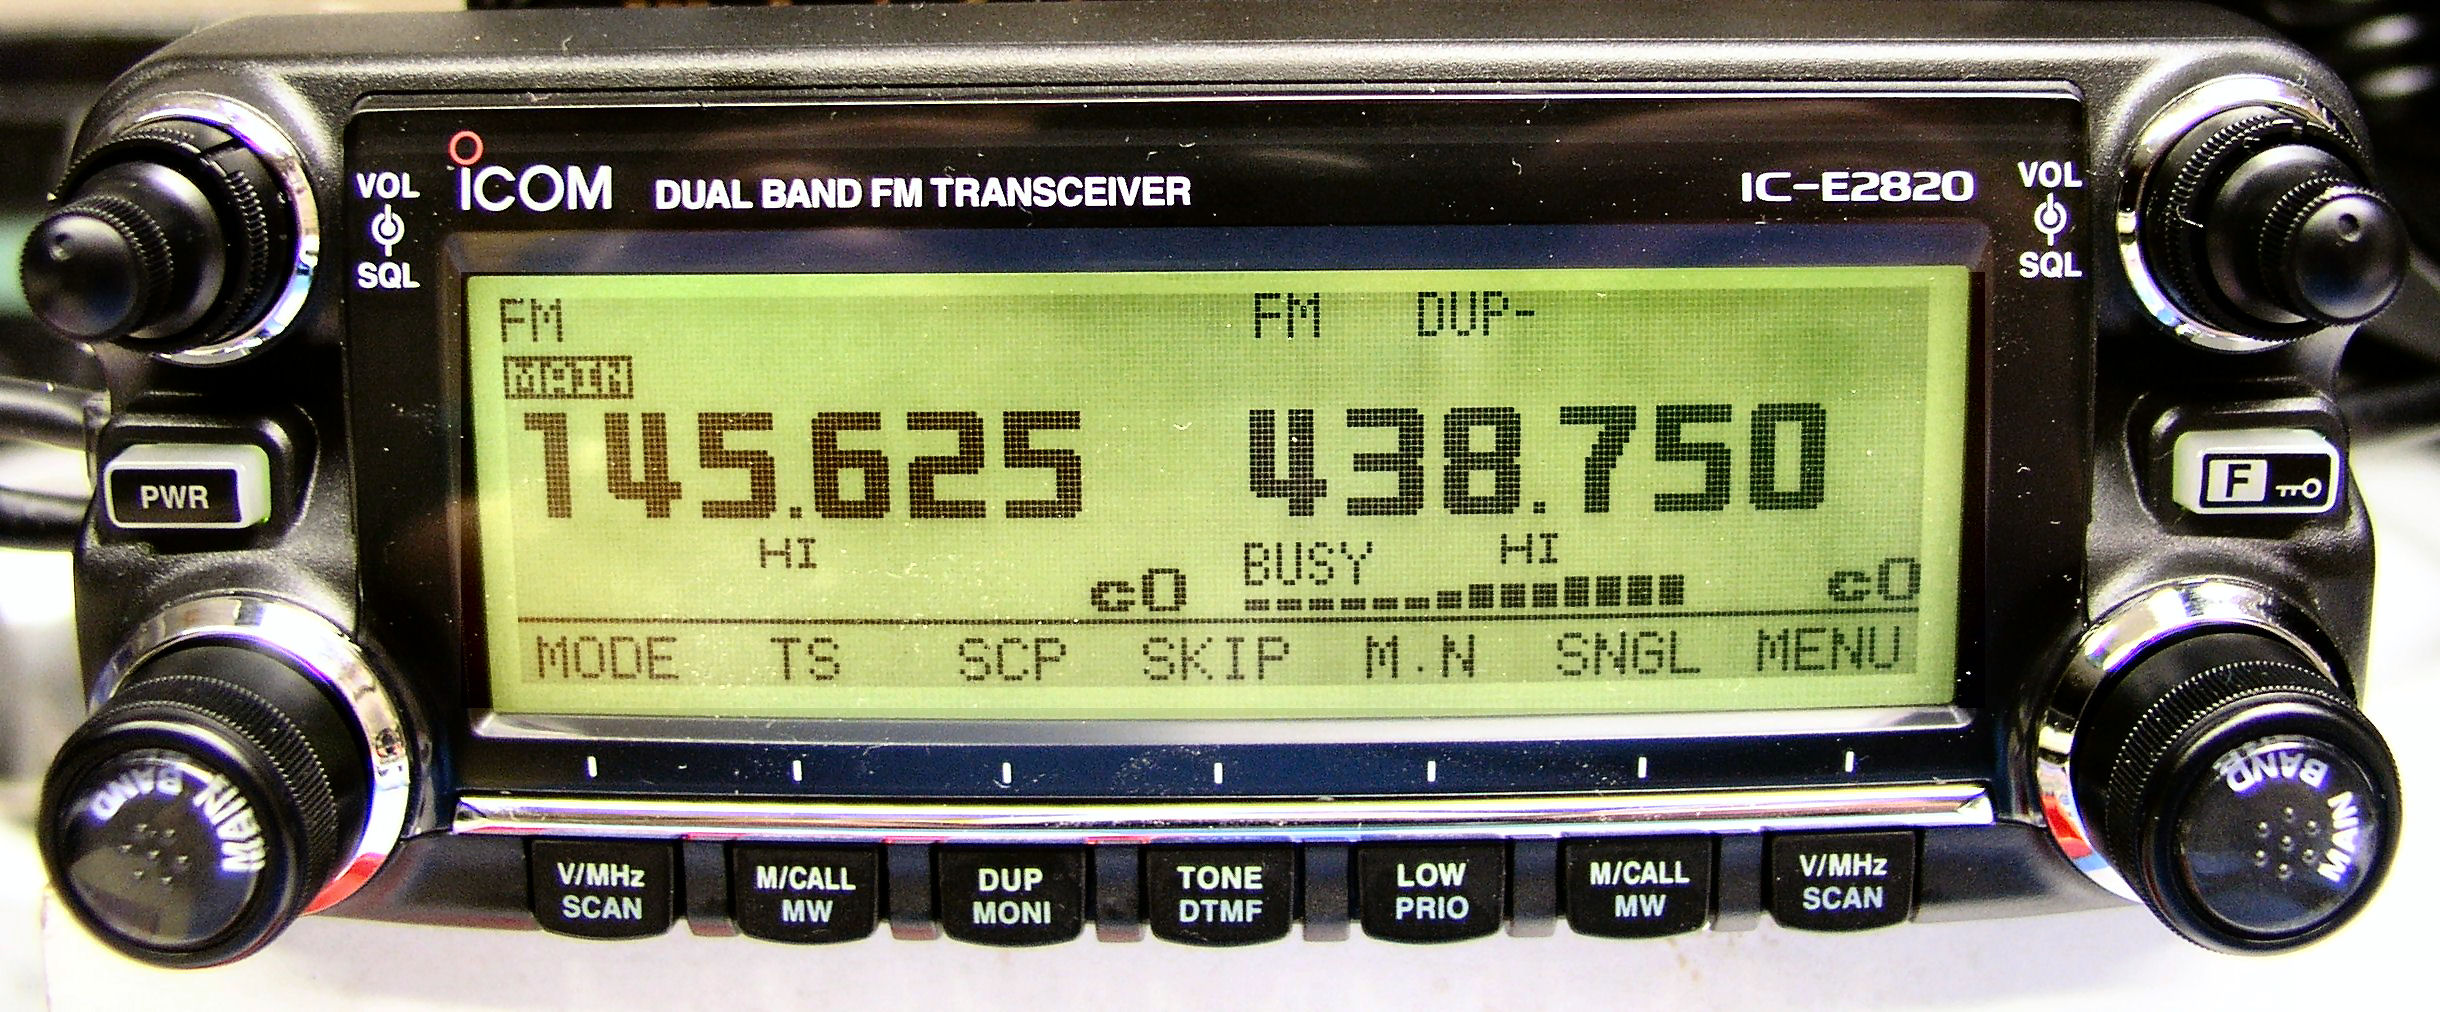 VOL
SQL
ICOM DUAL BAND FM TRANSCEIVER
IC-E2820
VOL
SQL
FM
FM DUP-
MAIN
145.625
438.750
HI
BUSY
HI
C0
C0
MODE TS SCP SKIP M.N SNGL MENU
PWR
F
MAIN BAND
MAIN BAND
V/MHz
SCAN
M/CALL
MW
DUP
MONI
TONE
DTMF
LOW
PRIO
M/CALL
MW
V/MHz
SCAN